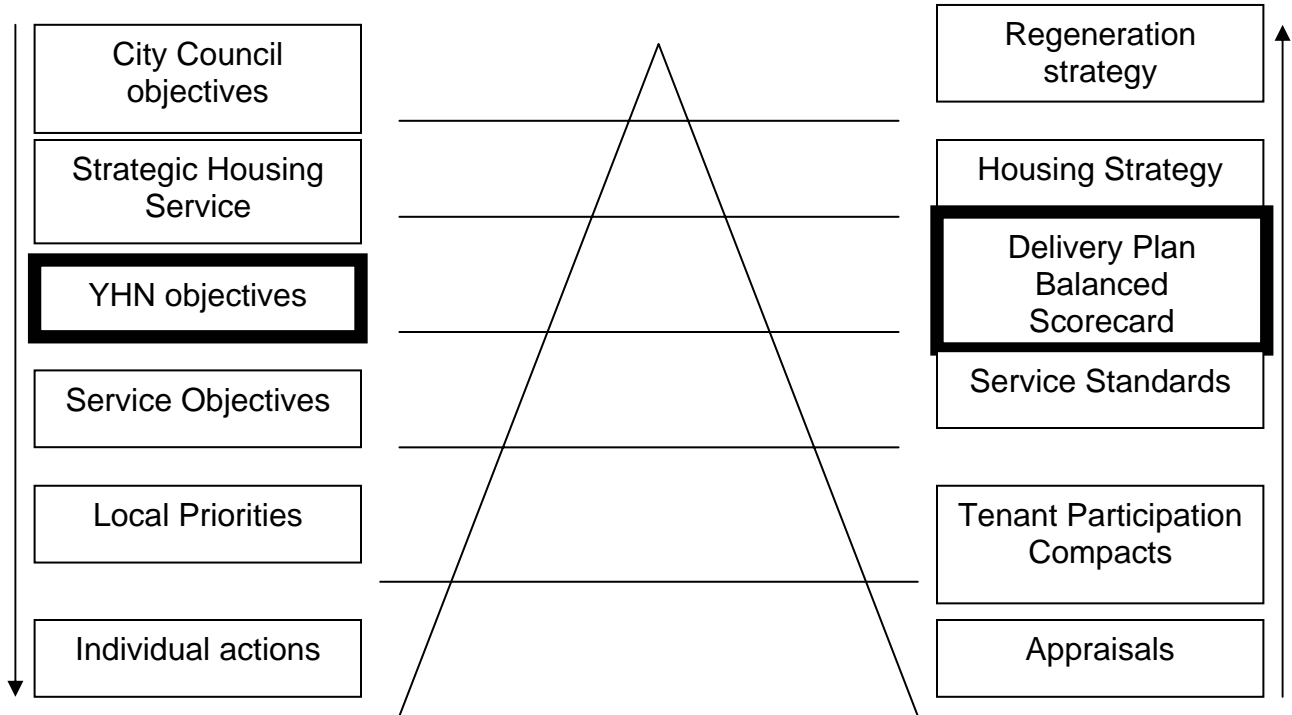 City Council
objectives
Regeneration
strategy
Strategic Housing
Service
Housing Strategy
YHN objectives
Delivery Plan
Balanced
Scorecard
Service Objectives
Service Standards
Local Priorities
Tenant Participation
Compacts
Individual actions
Appraisals